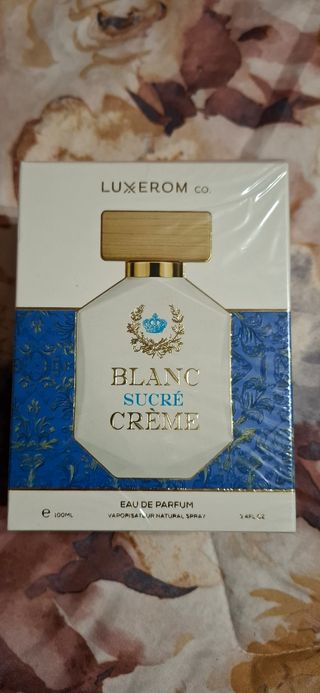 LUXEROM CO.
BLANC
SUCRÉ
CRÈME
EAU DE PARFUM
e 100ML VAPORISATEUR NATURAL SPRAY 3.4FL OZ